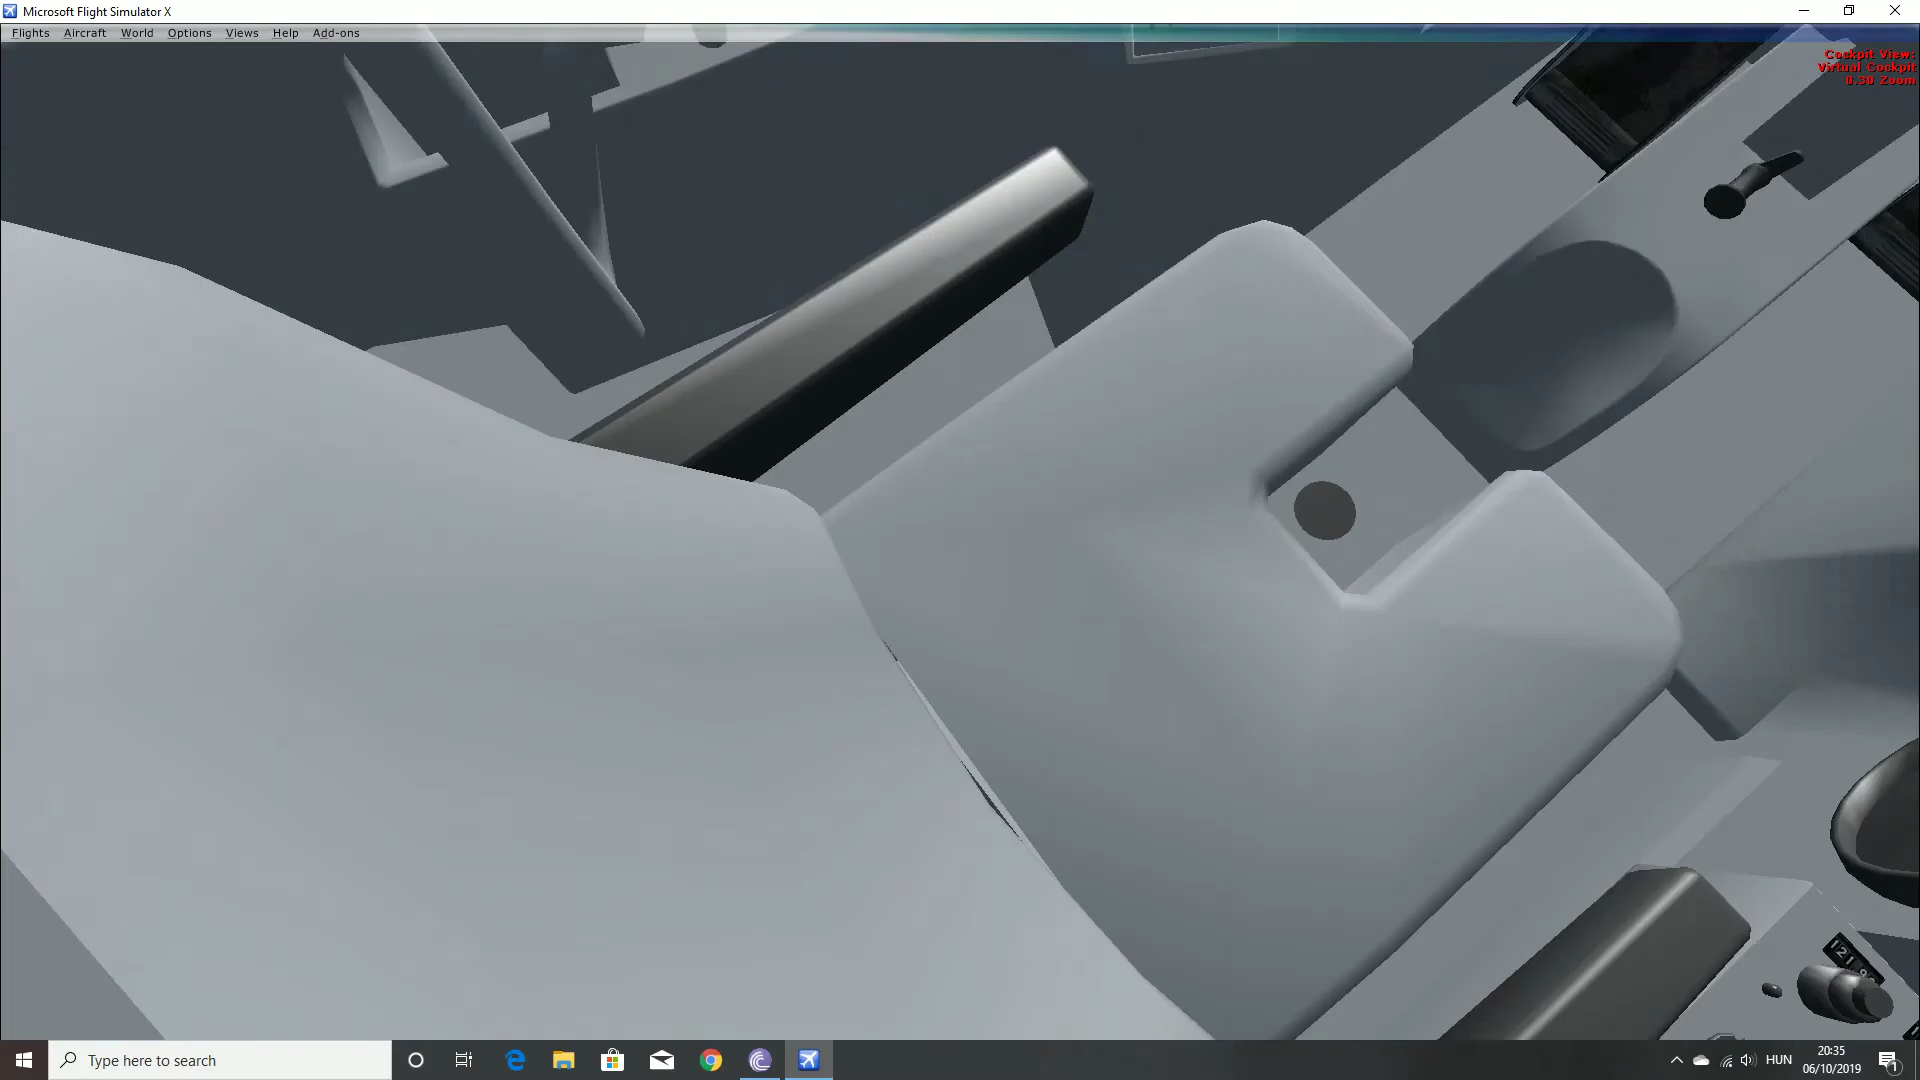 Microsoft Flight Simulator X
Flights Aircraft World Options Views Help Add-ons
Cockpit View:
Virtual Cockpit
0.30 Zoom
Type here to search
HUN
20:35
06/10/2019
1